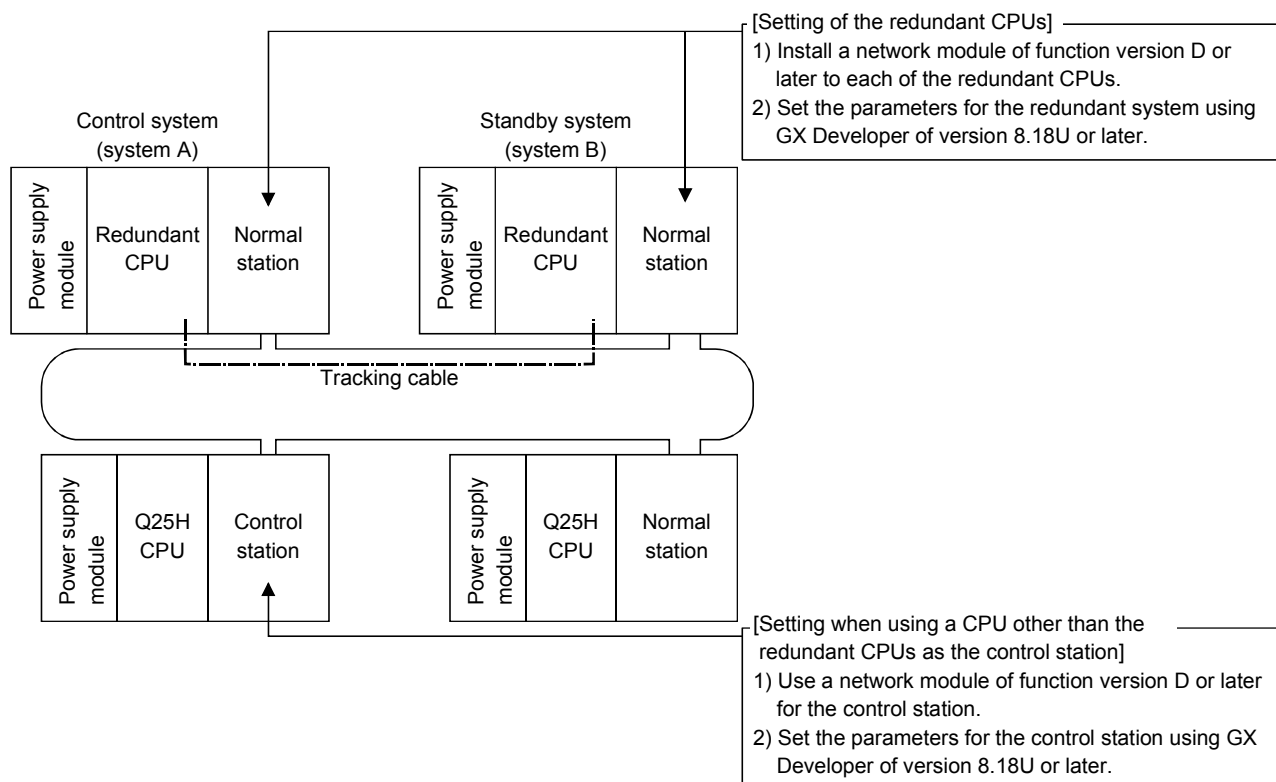 [Setting of the redundant CPUs]
1) Install a network module of function version D or
later to each of the redundant CPUs.
2) Set the parameters for the redundant system using
GX Developer of version 8.18U or later.
Control system
(system A)
Standby system
(system B)
Power supply
module
Redundant
CPU
Normal
station
Power supply
module
Redundant
CPU
Normal
station
Tracking cable
Power supply
module
Q25H
CPU
Control
station
Power supply
module
Q25H
CPU
Normal
station
[Setting when using a CPU other than the
redundant CPUs as the control station]
1) Use a network module of function version D or later
for the control station.
2) Set the parameters for the control station using GX
Developer of version 8.18U or later.